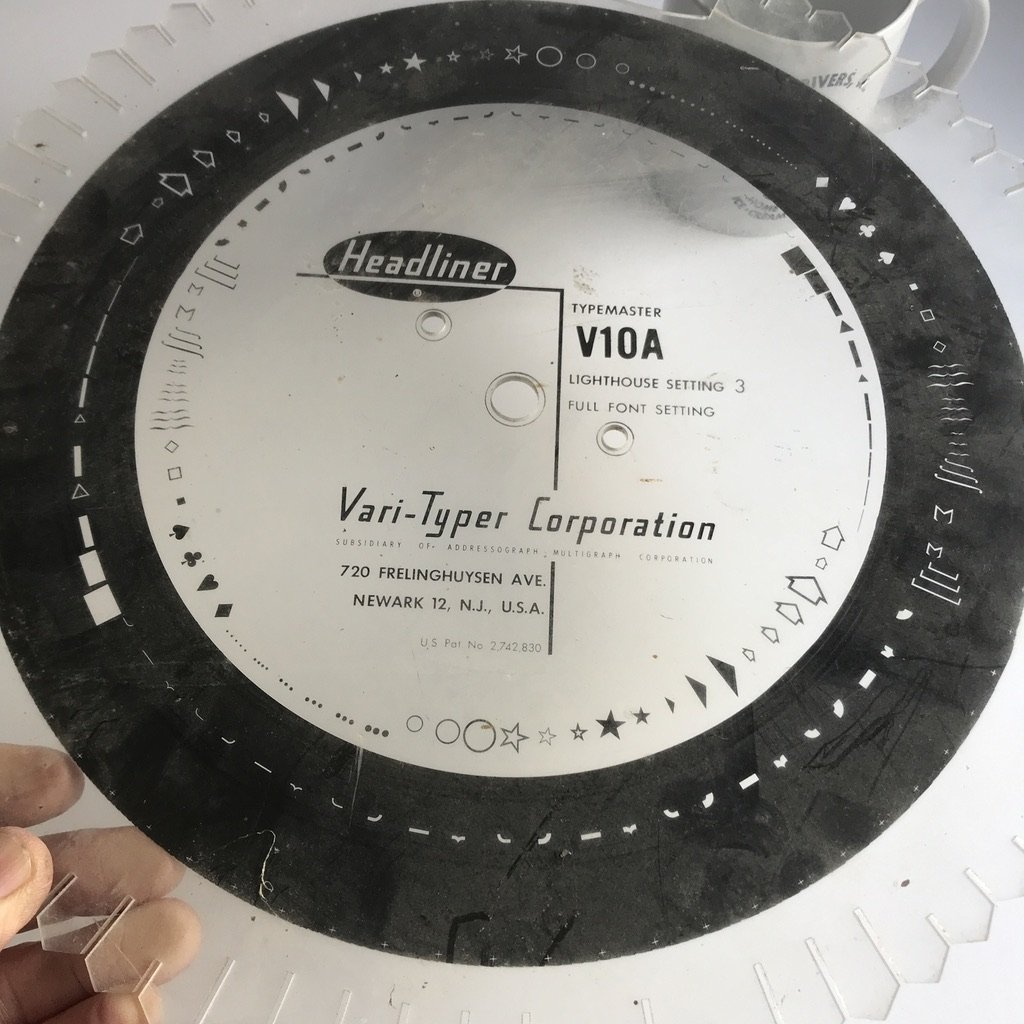 Headliner
®
TYPEMASTER
V10A
LIGHTHOUSE SETTING 3
FULL FONT SETTING
Vari-Typer Corporation
SUBSIDIARY OF ADDRESSOGRAPH MULTIGRAPH CORPORATION
720 FRELINGHUYSEN AVE.
NEWARK 12, N.J., U.S.A.
U.S. Pat. No 2,742,830